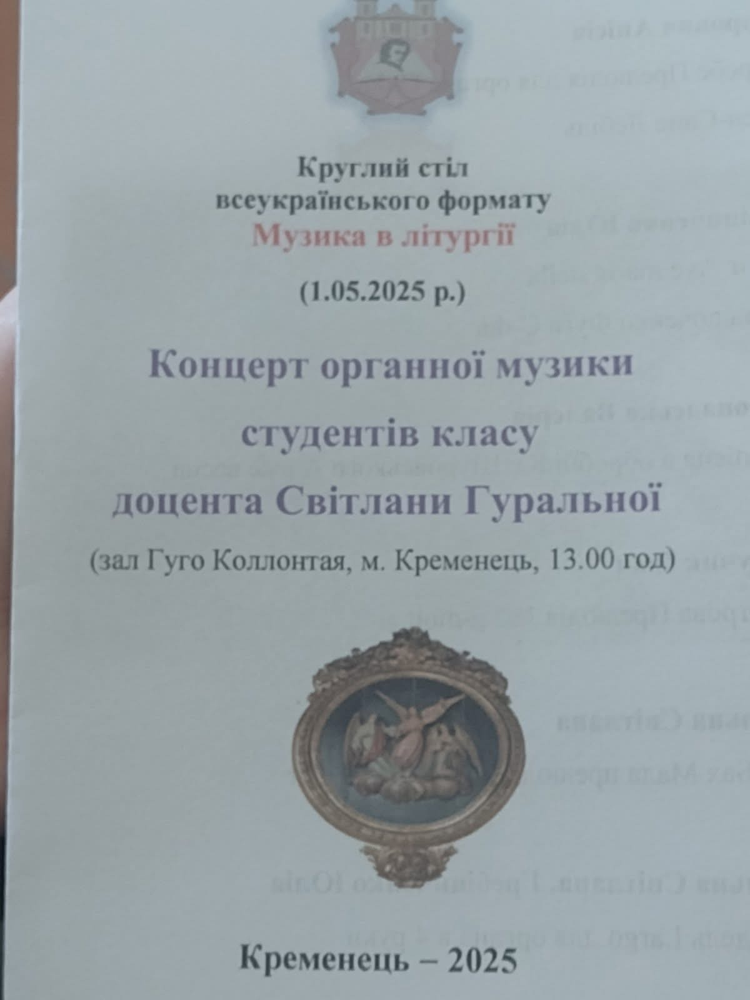 Круглий стіл
всеукраїнського формату
Музика в літургії
(1.05.2025 р.)
Концерт органної музики
студентів класу
доцента Світлани Гуральної
(зал Гуго Коллонтая, м. Кременець, 13.00 год)
Кременець – 2025